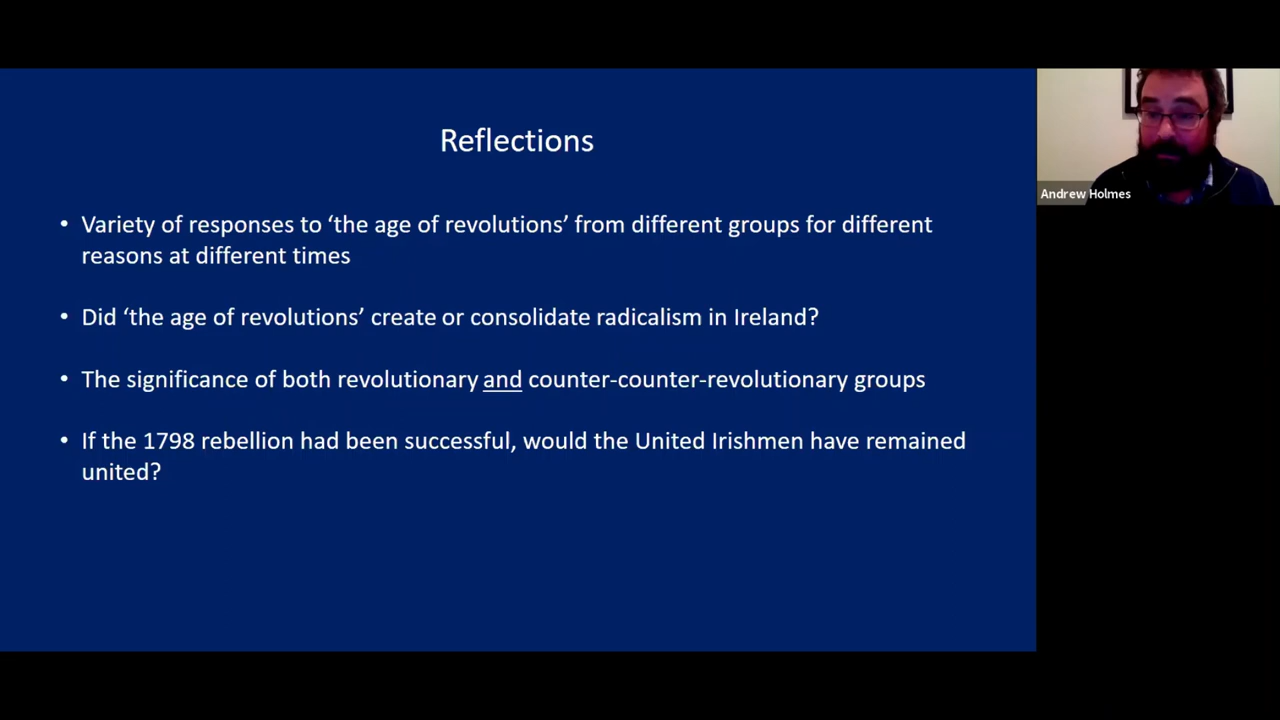 Reflections
• Variety of responses to ‘the age of revolutions’ from different groups for different
reasons at different times
• Did ‘the age of revolutions’ create or consolidate radicalism in Ireland?
• The significance of both revolutionary and counter-counter-revolutionary groups
• If the 1798 rebellion had been successful, would the United Irishmen have remained
united?
Andrew Holmes